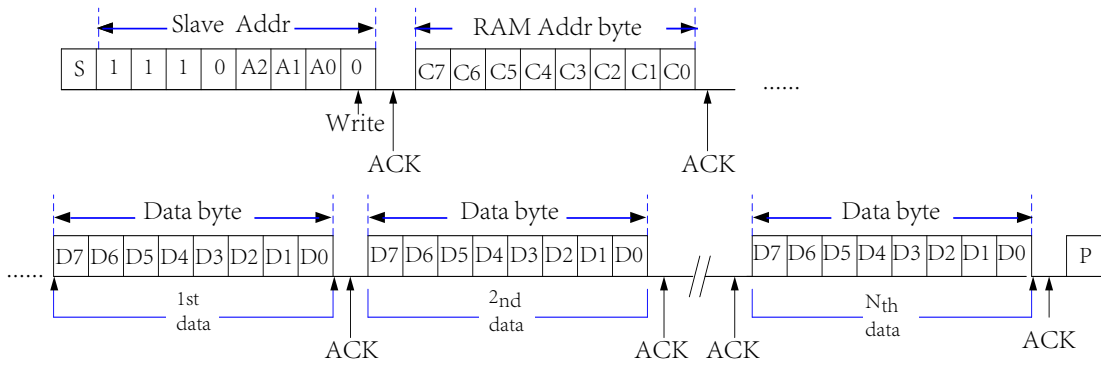 Slave Addr RAM Addr byte
S 1 1 1 0 A2 A1 A0 0 C7 C6 C5 C4 C3 C2 C1 C0 ......
Write
ACK ACK
Data byte Data byte Data byte
...... D7 D6 D5 D4 D3 D2 D1 D0 D7 D6 D5 D4 D3 D2 D1 D0 D7 D6 D5 D4 D3 D2 D1 D0 P
1st 2nd Nth
data data data
ACK ACK ACK ACK